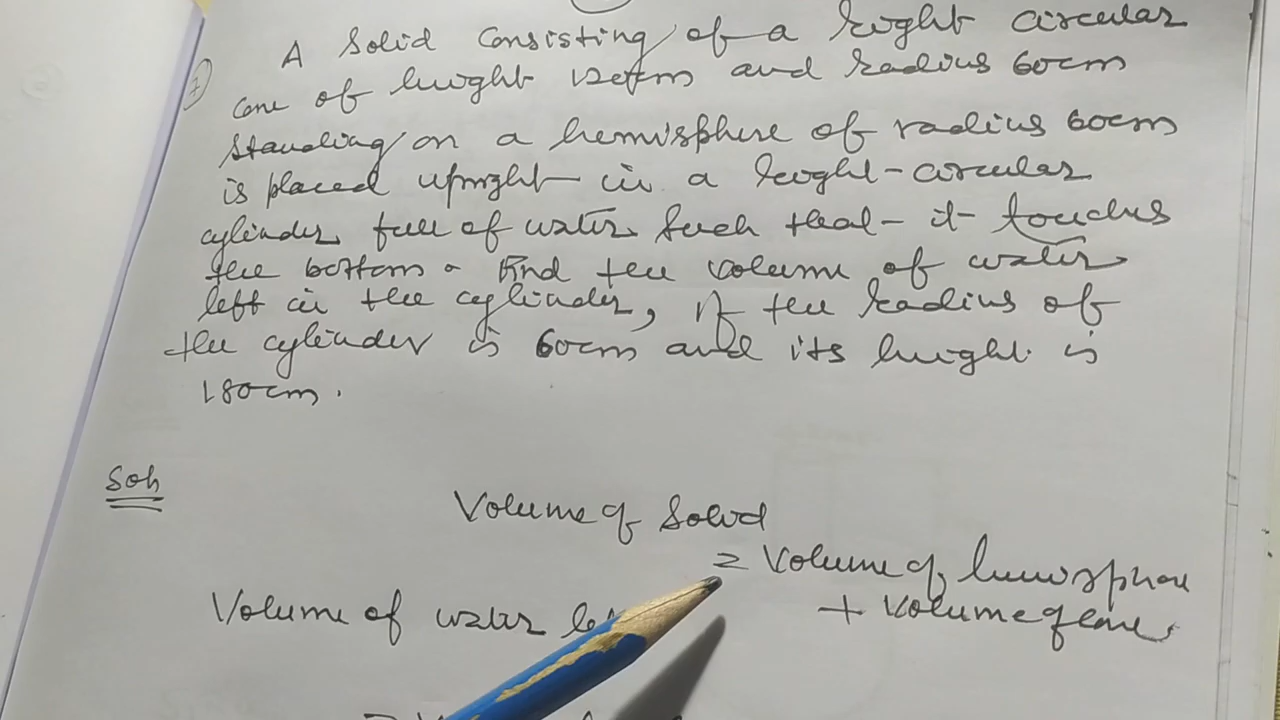 7) A Solid Consisting of a right circular
cone of height 120cm and radius 60cm
standing on a hemisphere of radius 60cm
is placed upright in a right-circular
cylinder full of water such that it touches
the bottom. Find the volume of water
left in the cylinder, if the radius of
the cylinder is 60cm and its height is
180cm.
Soln
Volume of Solid
= Volume of hemisphere
+ Volume of cone.
Volume of water